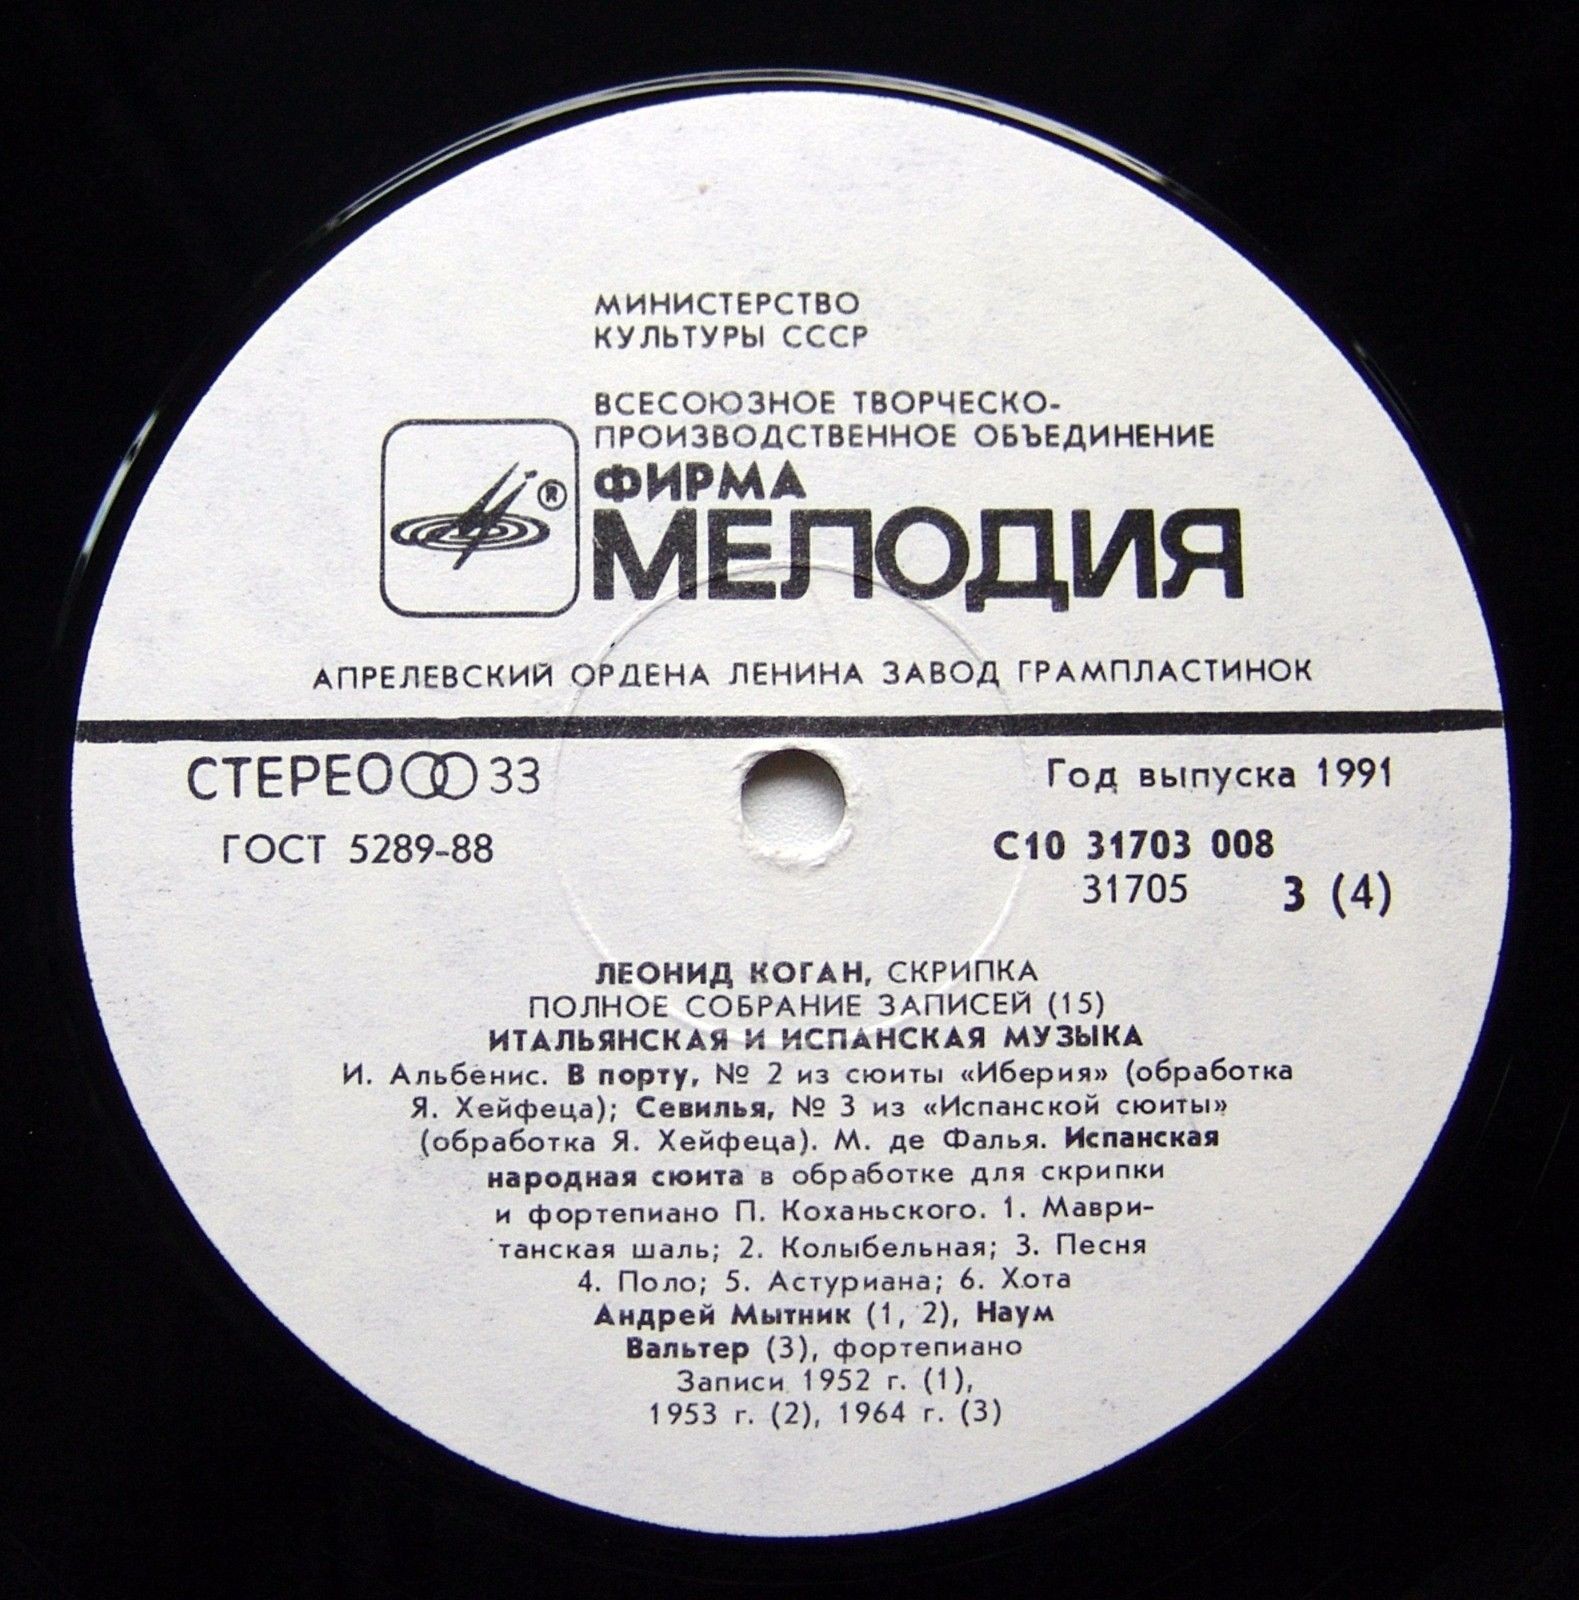 МИНИСТЕРСТВО
КУЛЬТУРЫ СССР
ВСЕСОЮЗНОЕ ТВОРЧЕСКО-
ПРОИЗВОДСТВЕННОЕ ОБЪЕДИНЕНИЕ
ФИРМА
®
МЕЛОДИЯ
АПРЕЛЕВСКИЙ ОРДЕНА ЛЕНИНА ЗАВОД ГРАМПЛАСТИНОК
СТЕРЕО 33
Год выпуска 1991
ГОСТ 5289-88
С10 31703 008
31705 3 (4)
ЛЕОНИД КОГАН, СКРИПКА
ПОЛНОЕ СОБРАНИЕ ЗАПИСЕЙ (15)
ИТАЛЬЯНСКАЯ И ИСПАНСКАЯ МУЗЫКА
И. Альбенис. В порту, № 2 из сюиты «Иберия» (обработка
Я. Хейфеца); Севилья, № 3 из «Испанской сюиты»
(обработка Я. Хейфеца). М. де Фалья. Испанская
народная сюита в обработке для скрипки
и фортепиано П. Коханьского. 1. Маври-
танская шаль; 2. Колыбельная; 3. Песня
4. Поло; 5. Астуриана; 6. Хота
Андрей Мытник (1, 2), Наум
Вальтер (3), фортепиано
Записи 1952 г. (1),
1953 г. (2), 1964 г. (3)